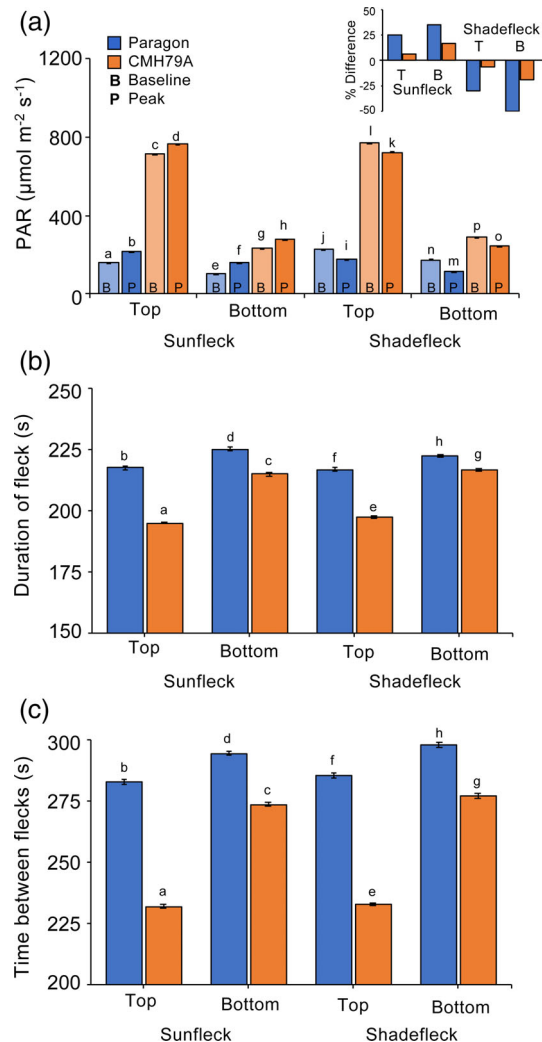 (a)
Paragon
CMH79A
B Baseline
P Peak
PAR (µmol m⁻² s⁻¹)
1200
800
400
0
a b c d e f g h j i l k n m p o
B P B P B P B P B P B P B P B P
Top Bottom Top Bottom
Sunfleck Shadefleck
% Difference
50
25
0
-25
-50
Shadefleck
T B
T B
Sunfleck
(b)
Duration of fleck (s)
250
225
200
175
150
b a d c f e h g
Top Bottom Top Bottom
Sunfleck Shadefleck
(c)
Time between flecks (s)
300
275
250
225
200
b a d c f e h g
Top Bottom Top Bottom
Sunfleck Shadefleck